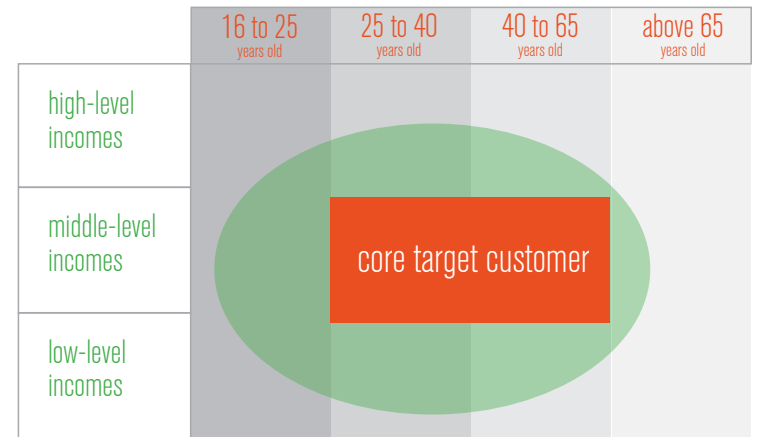 16 to 25
years old
25 to 40
years old
40 to 65
years old
above 65
years old
high-level
incomes
middle-level
incomes
core target customer
low-level
incomes